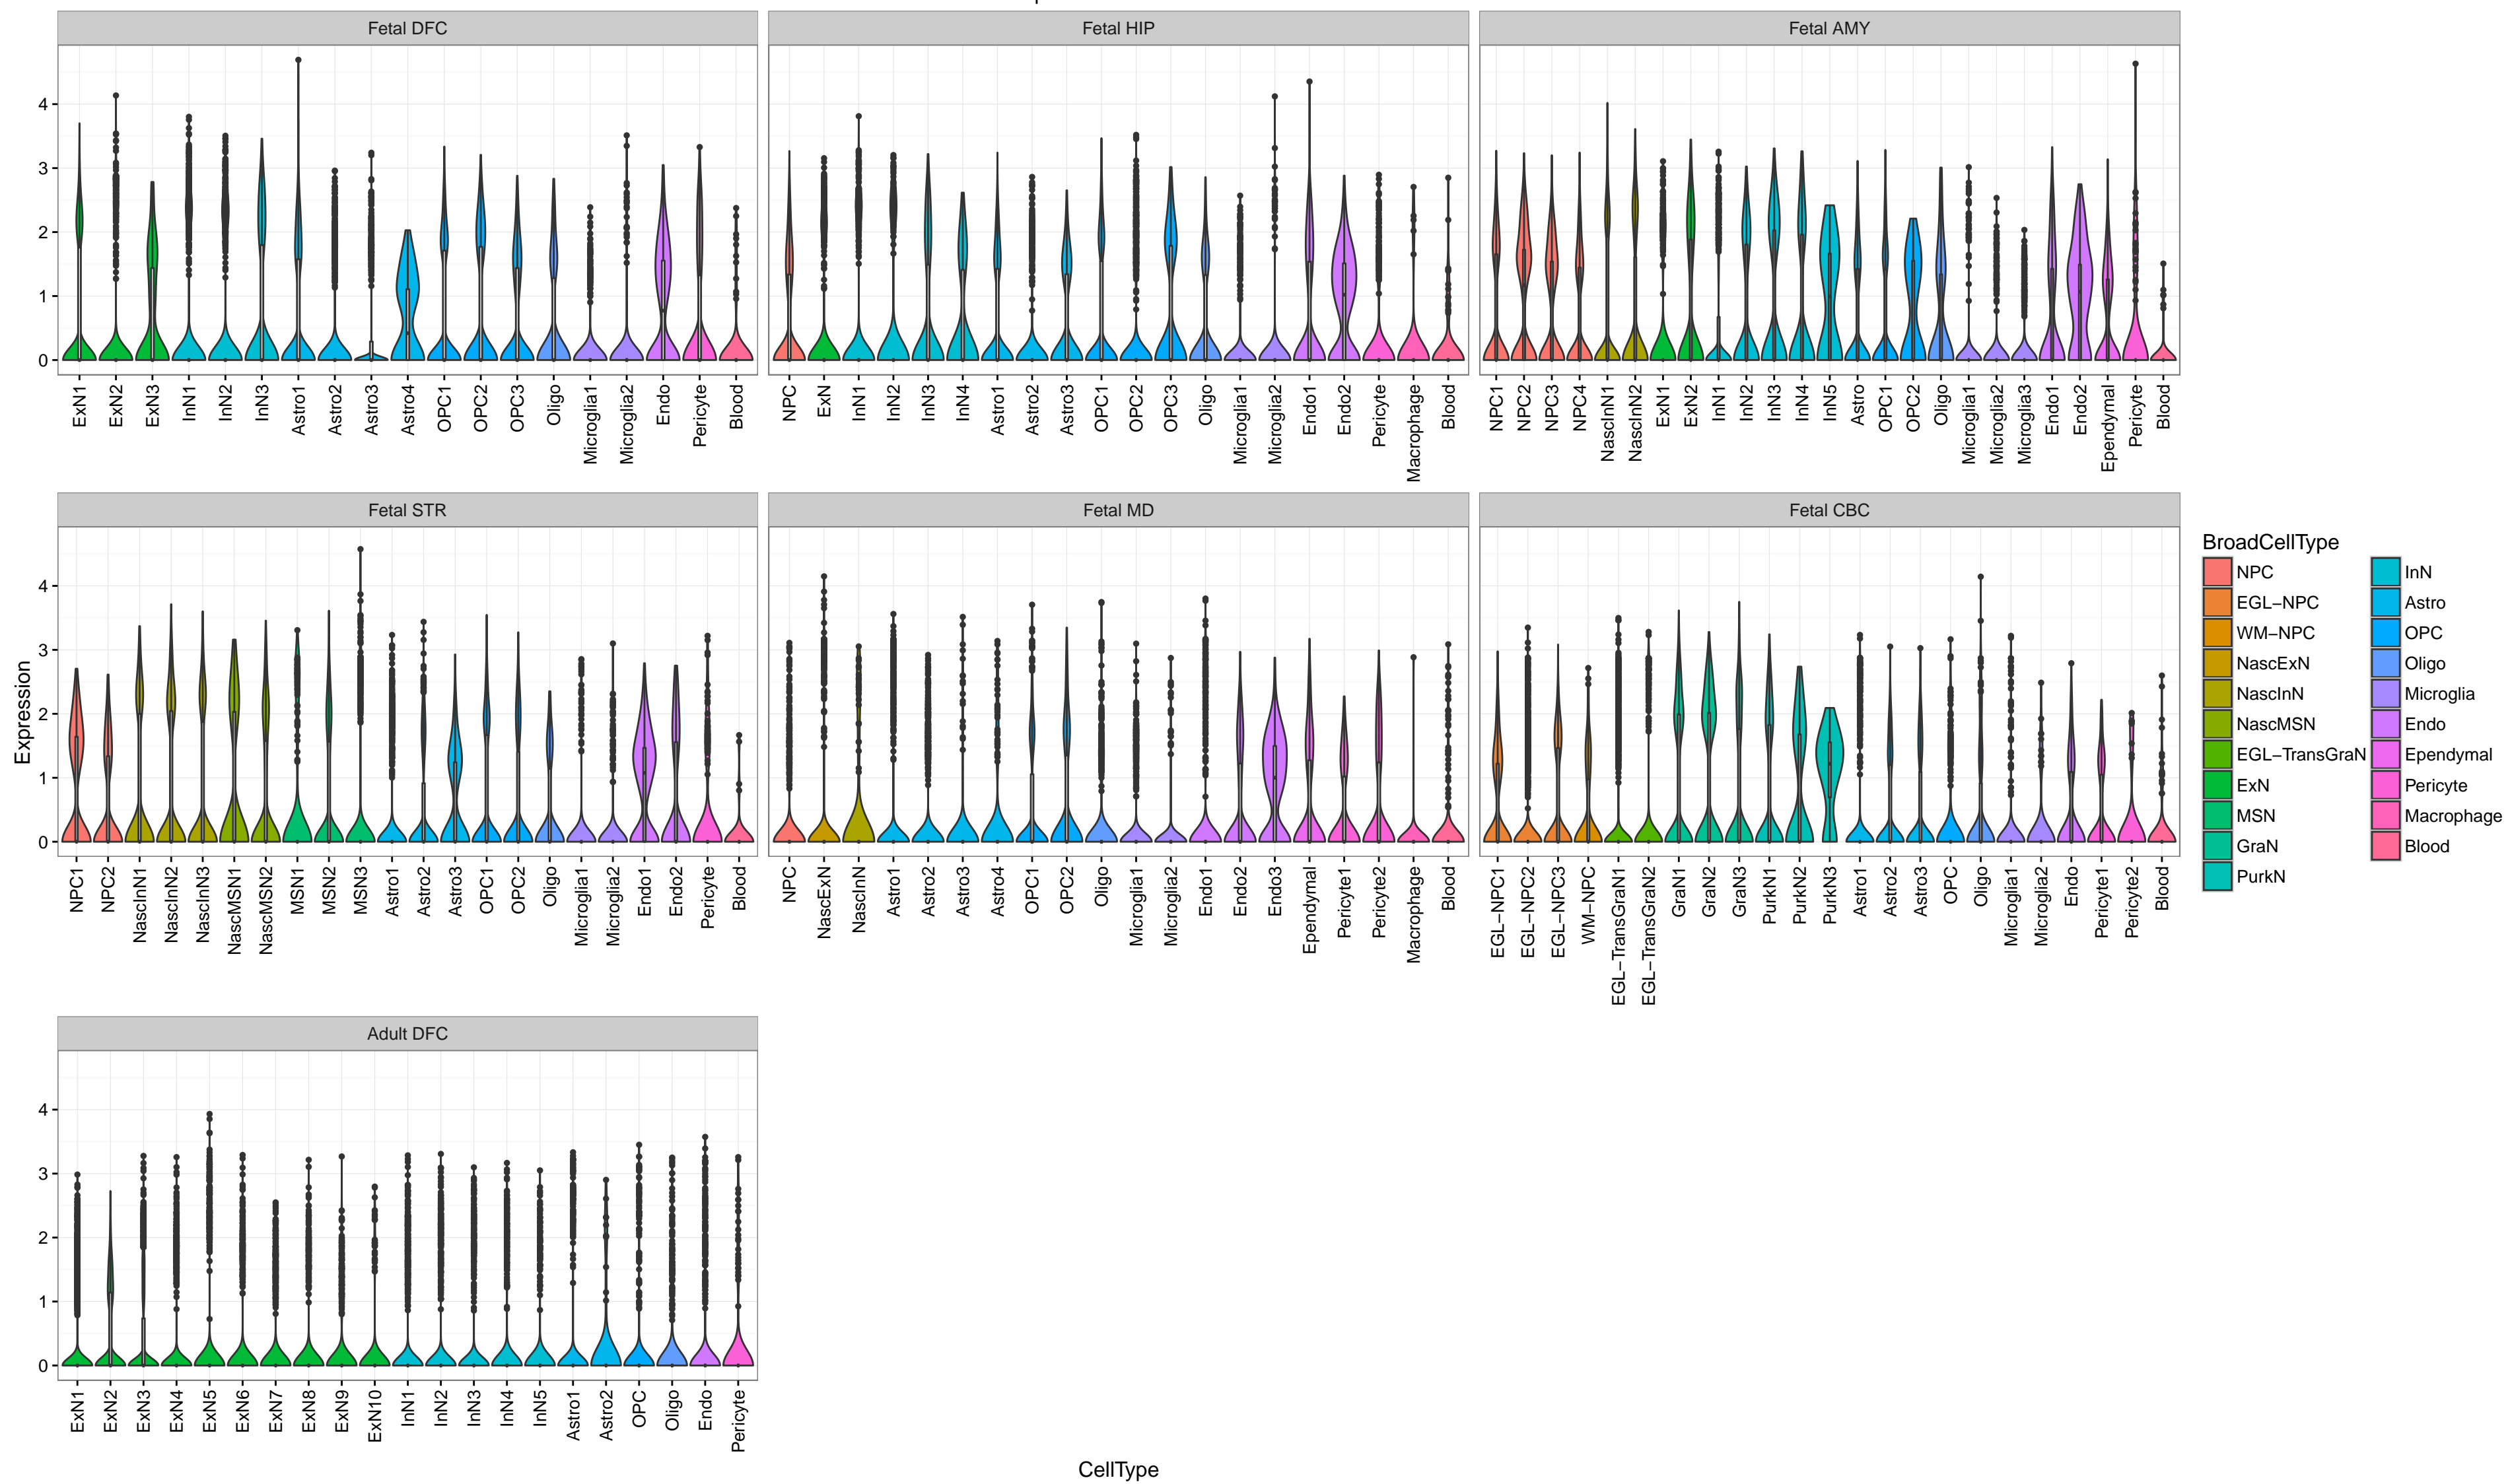 Fetal DFC Fetal HIP Fetal AMY
4
3
2
1
0
ExN1 ExN2 ExN3 InN1 InN2 InN3 Astro1 Astro2 Astro3 Astro4 OPC1 OPC2 OPC3 Oligo Microglia1 Microglia2 Endo Pericyte Blood
NPC ExN InN1 InN2 InN3 InN4 Astro1 Astro2 Astro3 OPC1 OPC2 OPC3 Oligo Microglia1 Microglia2 Endo1 Endo2 Pericyte Macrophage Blood
NPC1 NPC2 NPC3 NPC4 NascInN1 NascInN2 ExN1 ExN2 InN1 InN2 InN3 InN4 InN5 Astro OPC1 OPC2 Oligo Microglia1 Microglia2 Microglia3 Endo1 Endo2 Ependymal Pericyte Blood
Fetal STR Fetal MD Fetal CBC
Expression
4
3
2
1
0
NPC1 NPC2 NascInN1 NascInN2 NascInN3 NascMSN1 NascMSN2 MSN1 MSN2 MSN3 Astro1 Astro2 Astro3 OPC1 OPC2 Oligo Microglia1 Microglia2 Endo1 Endo2 Pericyte Blood
NPC NascExN NascInN Astro1 Astro2 Astro3 Astro4 OPC1 OPC2 Oligo Microglia1 Microglia2 Endo1 Endo2 Endo3 Ependymal Pericyte1 Pericyte2 Macrophage Blood
EGL−NPC1 EGL−NPC2 EGL−NPC3 WM−NPC EGL−TransGraN1 EGL−TransGraN2 GraN1 GraN2 GraN3 PurkN1 PurkN2 PurkN3 Astro1 Astro2 Astro3 OPC Oligo Microglia1 Microglia2 Endo Pericyte1 Pericyte2 Blood
BroadCellType
NPC
EGL−NPC
WM−NPC
NascExN
NascInN
NascMSN
EGL−TransGraN
ExN
MSN
GraN
PurkN
InN
Astro
OPC
Oligo
Microglia
Endo
Ependymal
Pericyte
Macrophage
Blood
Adult DFC
4
3
2
1
0
ExN1 ExN2 ExN3 ExN4 ExN5 ExN6 ExN7 ExN8 ExN9 ExN10 InN1 InN2 InN3 InN4 InN5 Astro1 Astro2 OPC Oligo Endo Pericyte
CellType